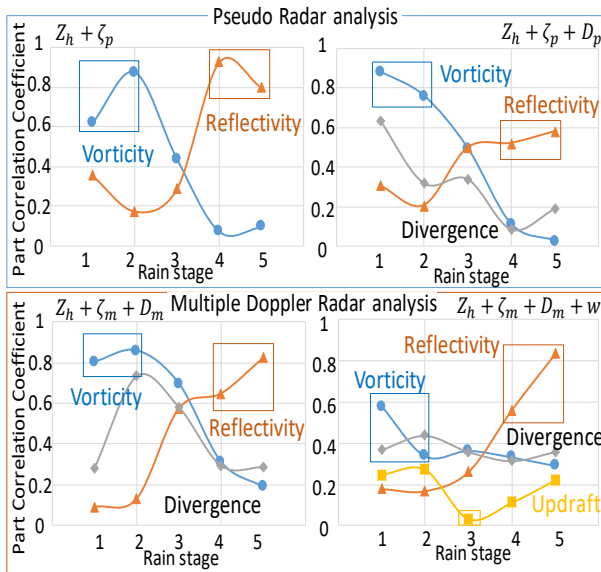 Pseudo Radar analysis
Z_h + ζ_p
Z_h + ζ_p + D_p
Part Correlation Coefficient
1
0.8
0.6
0.4
0.2
0
Vorticity
Reflectivity
1 2 3 4 5
Rain stage
1
0.8
0.6
0.4
0.2
0
Vorticity
Reflectivity
Divergence
1 2 3 4 5
Rain stage
Z_h + ζ_m + D_m
Multiple Doppler Radar analysis
Z_h + ζ_m + D_m + w
Part Correlation Coefficient
1
0.8
0.6
0.4
0.2
0
Vorticity
Reflectivity
Divergence
1 2 3 4 5
Rain stage
1
0.8
0.6
0.4
0.2
0
Reflectivity
Vorticity
Divergence
Updraft
1 2 3 4 5
Rain stage